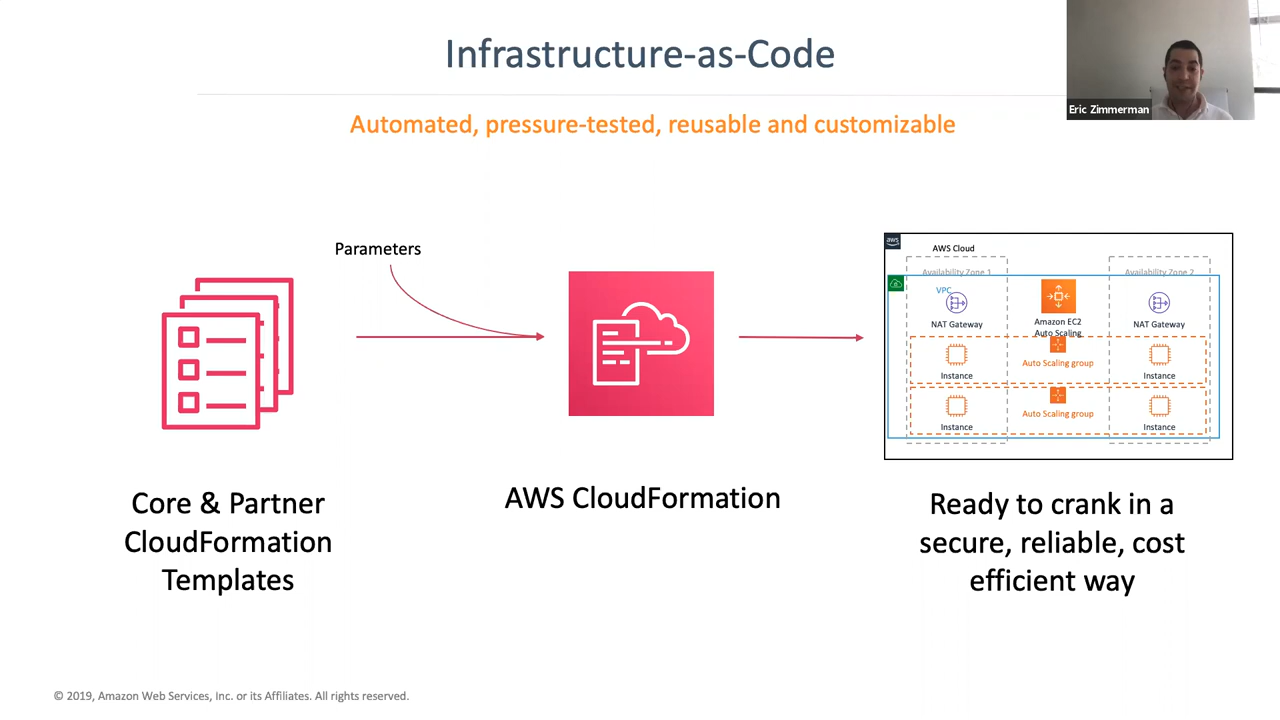 Infrastructure-as-Code
Eric Zimmerman
Automated, pressure-tested, reusable and customizable
Parameters
aws
AWS Cloud
Availability Zone 1
Availability Zone 2
VPC
NAT Gateway
Amazon EC2
Auto Scaling
NAT Gateway
Instance
Auto Scaling group
Instance
Instance
Auto Scaling group
Instance
Core & Partner
CloudFormation
Templates
AWS CloudFormation
Ready to crank in a
secure, reliable, cost
efficient way
© 2019, Amazon Web Services, Inc. or its Affiliates. All rights reserved.